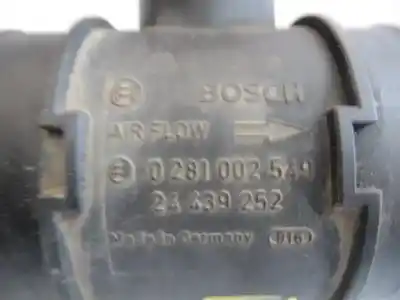 BOSCH
AIR FLOW
0 281 002 549
24 439 252
Made in Germany